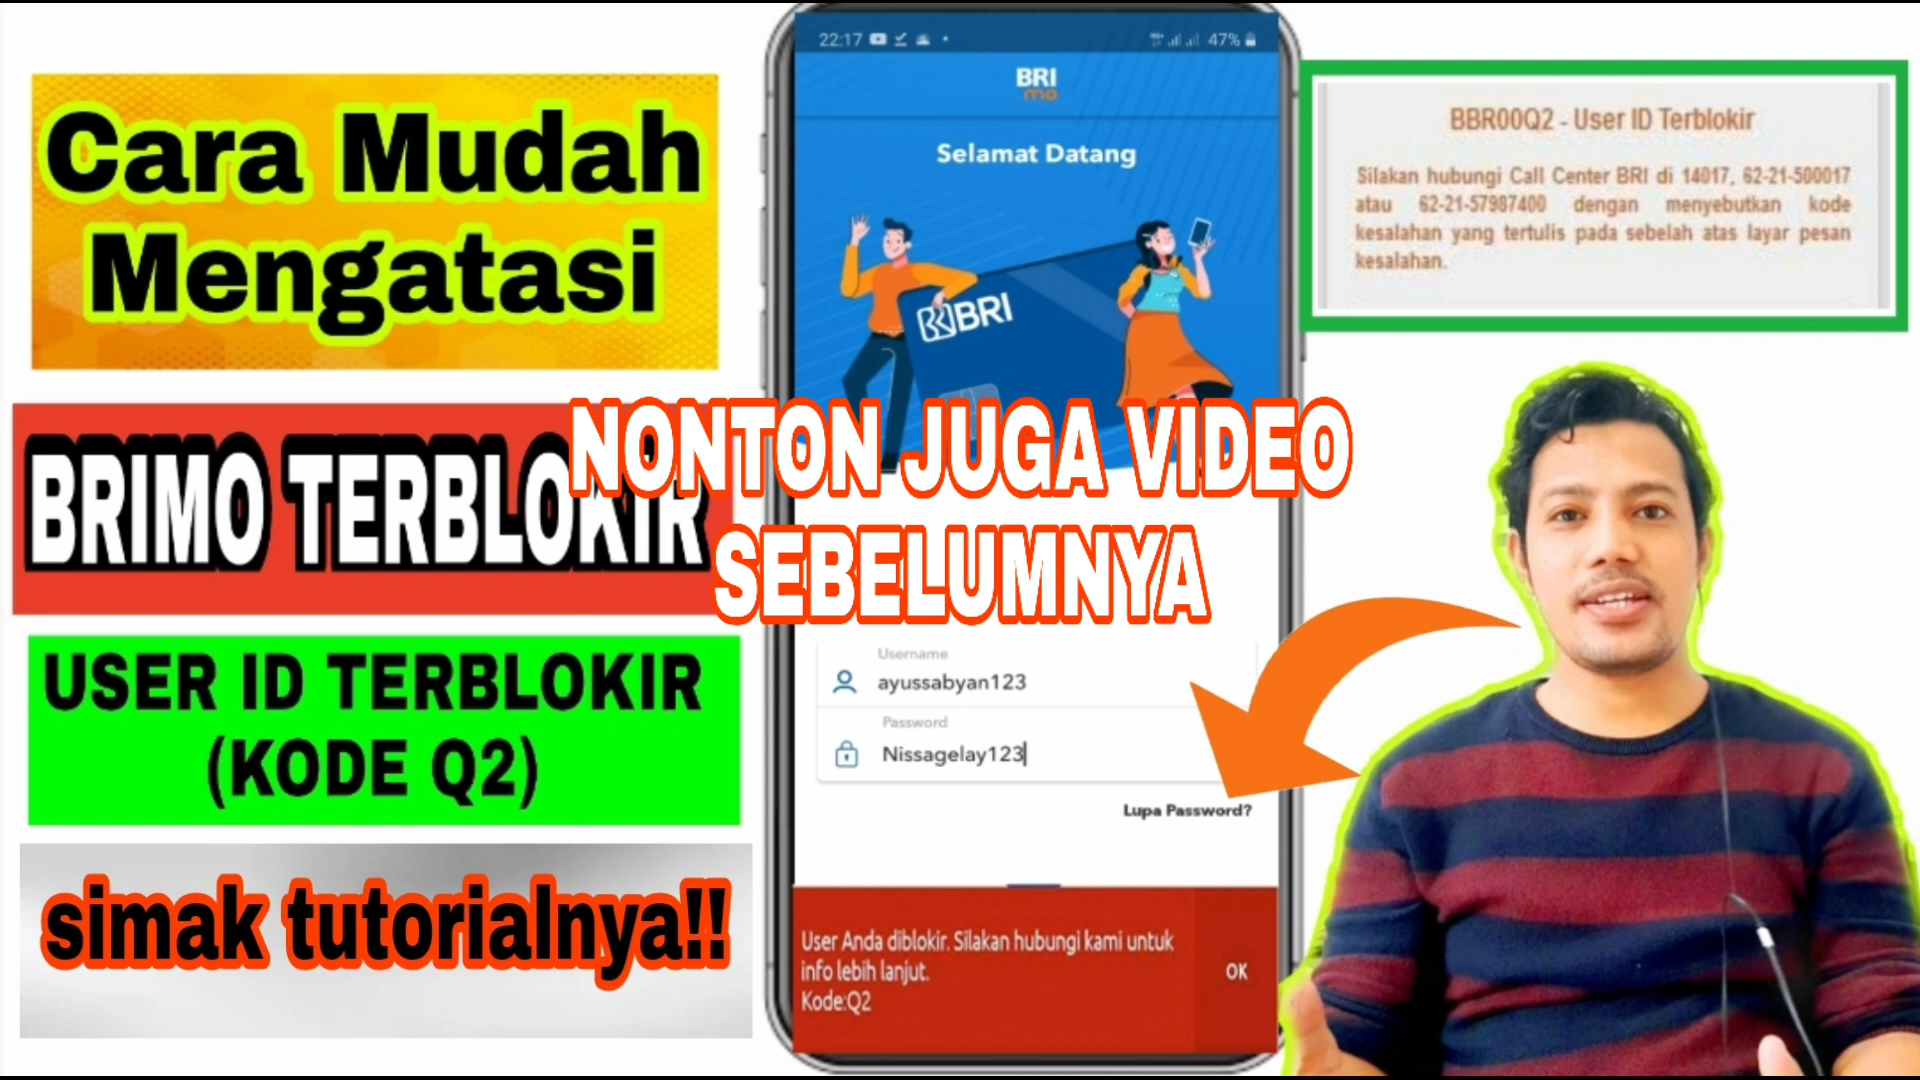 Cara Mudah
Mengatasi
BRIMO TERBLOKIR
USER ID TERBLOKIR
(KODE Q2)
simak tutorialnya!!
22:17
47%
BRI
mo
Selamat Datang
BRI
NONTON JUGA VIDEO
SEBELUMNYA
Username
ayussabyan123
Password
Nissagelay123
Lupa Password?
User Anda diblokir. Silakan hubungi kami untuk
info lebih lanjut.
Kode:Q2
OK
BBR00Q2 - User ID Terblokir
Silakan hubungi Call Center BRI di 14017, 62-21-500017
atau 62-21-57987400 dengan menyebutkan kode
kesalahan yang tertulis pada sebelah atas layar pesan
kesalahan.